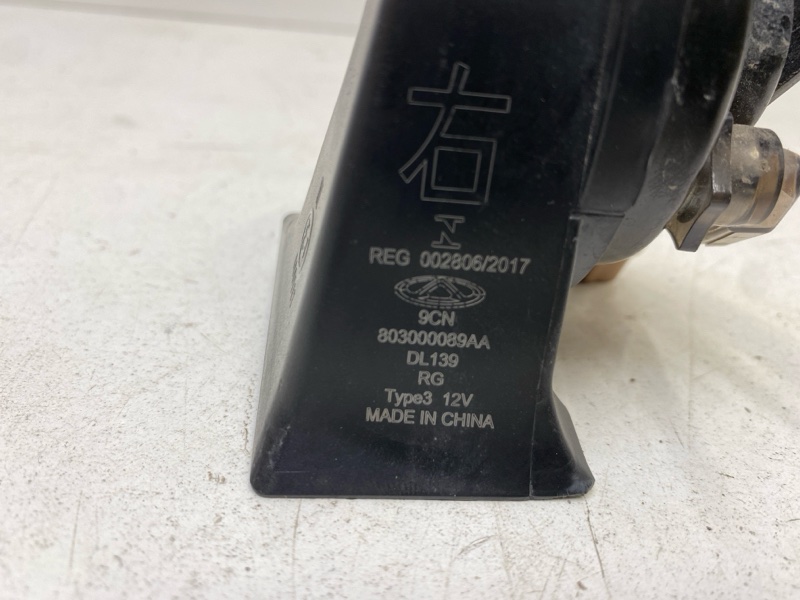 右
REG 002806/2017
9CN
803000089AA
DL139
RG
Type3 12V
MADE IN CHINA